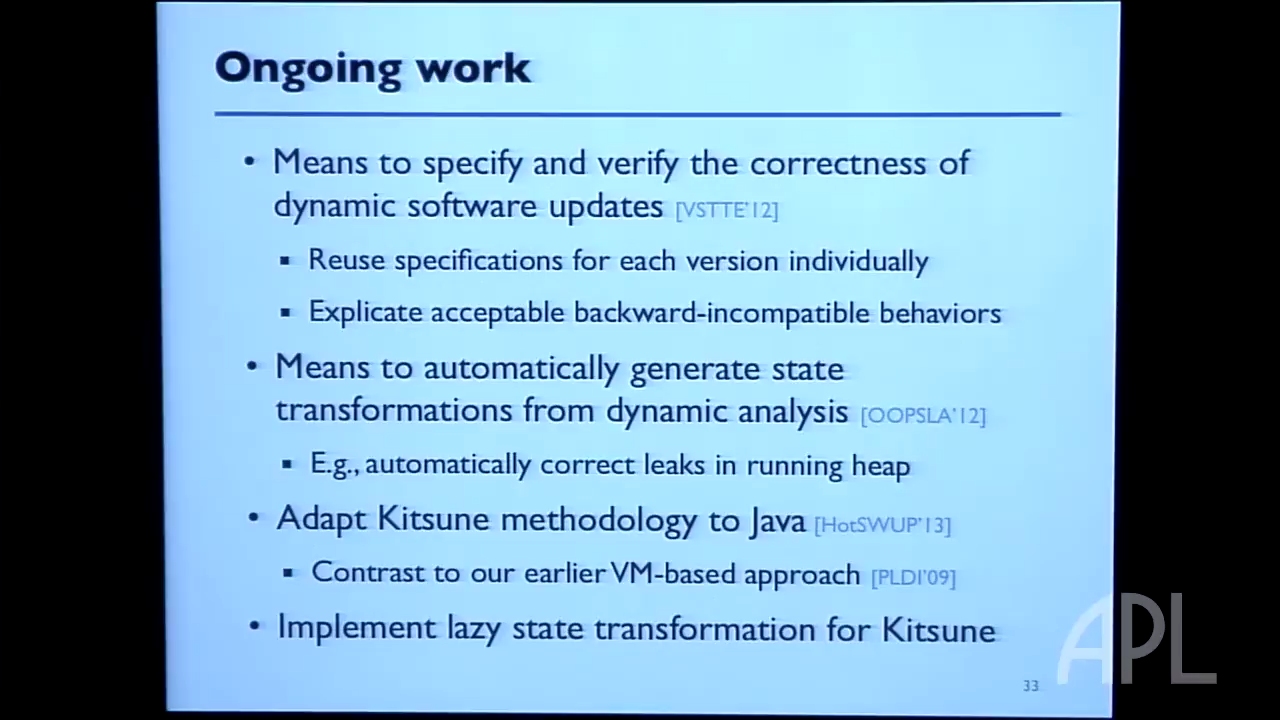 Ongoing work
• Means to specify and verify the correctness of
dynamic software updates [VSTTE'12]
▪ Reuse specifications for each version individually
▪ Explicate acceptable backward-incompatible behaviors
• Means to automatically generate state
transformations from dynamic analysis [OOPSLA'12]
▪ E.g., automatically correct leaks in running heap
• Adapt Kitsune methodology to Java [HotSWUP'13]
▪ Contrast to our earlier VM-based approach [PLDI'09]
• Implement lazy state transformation for Kitsune
33
APL